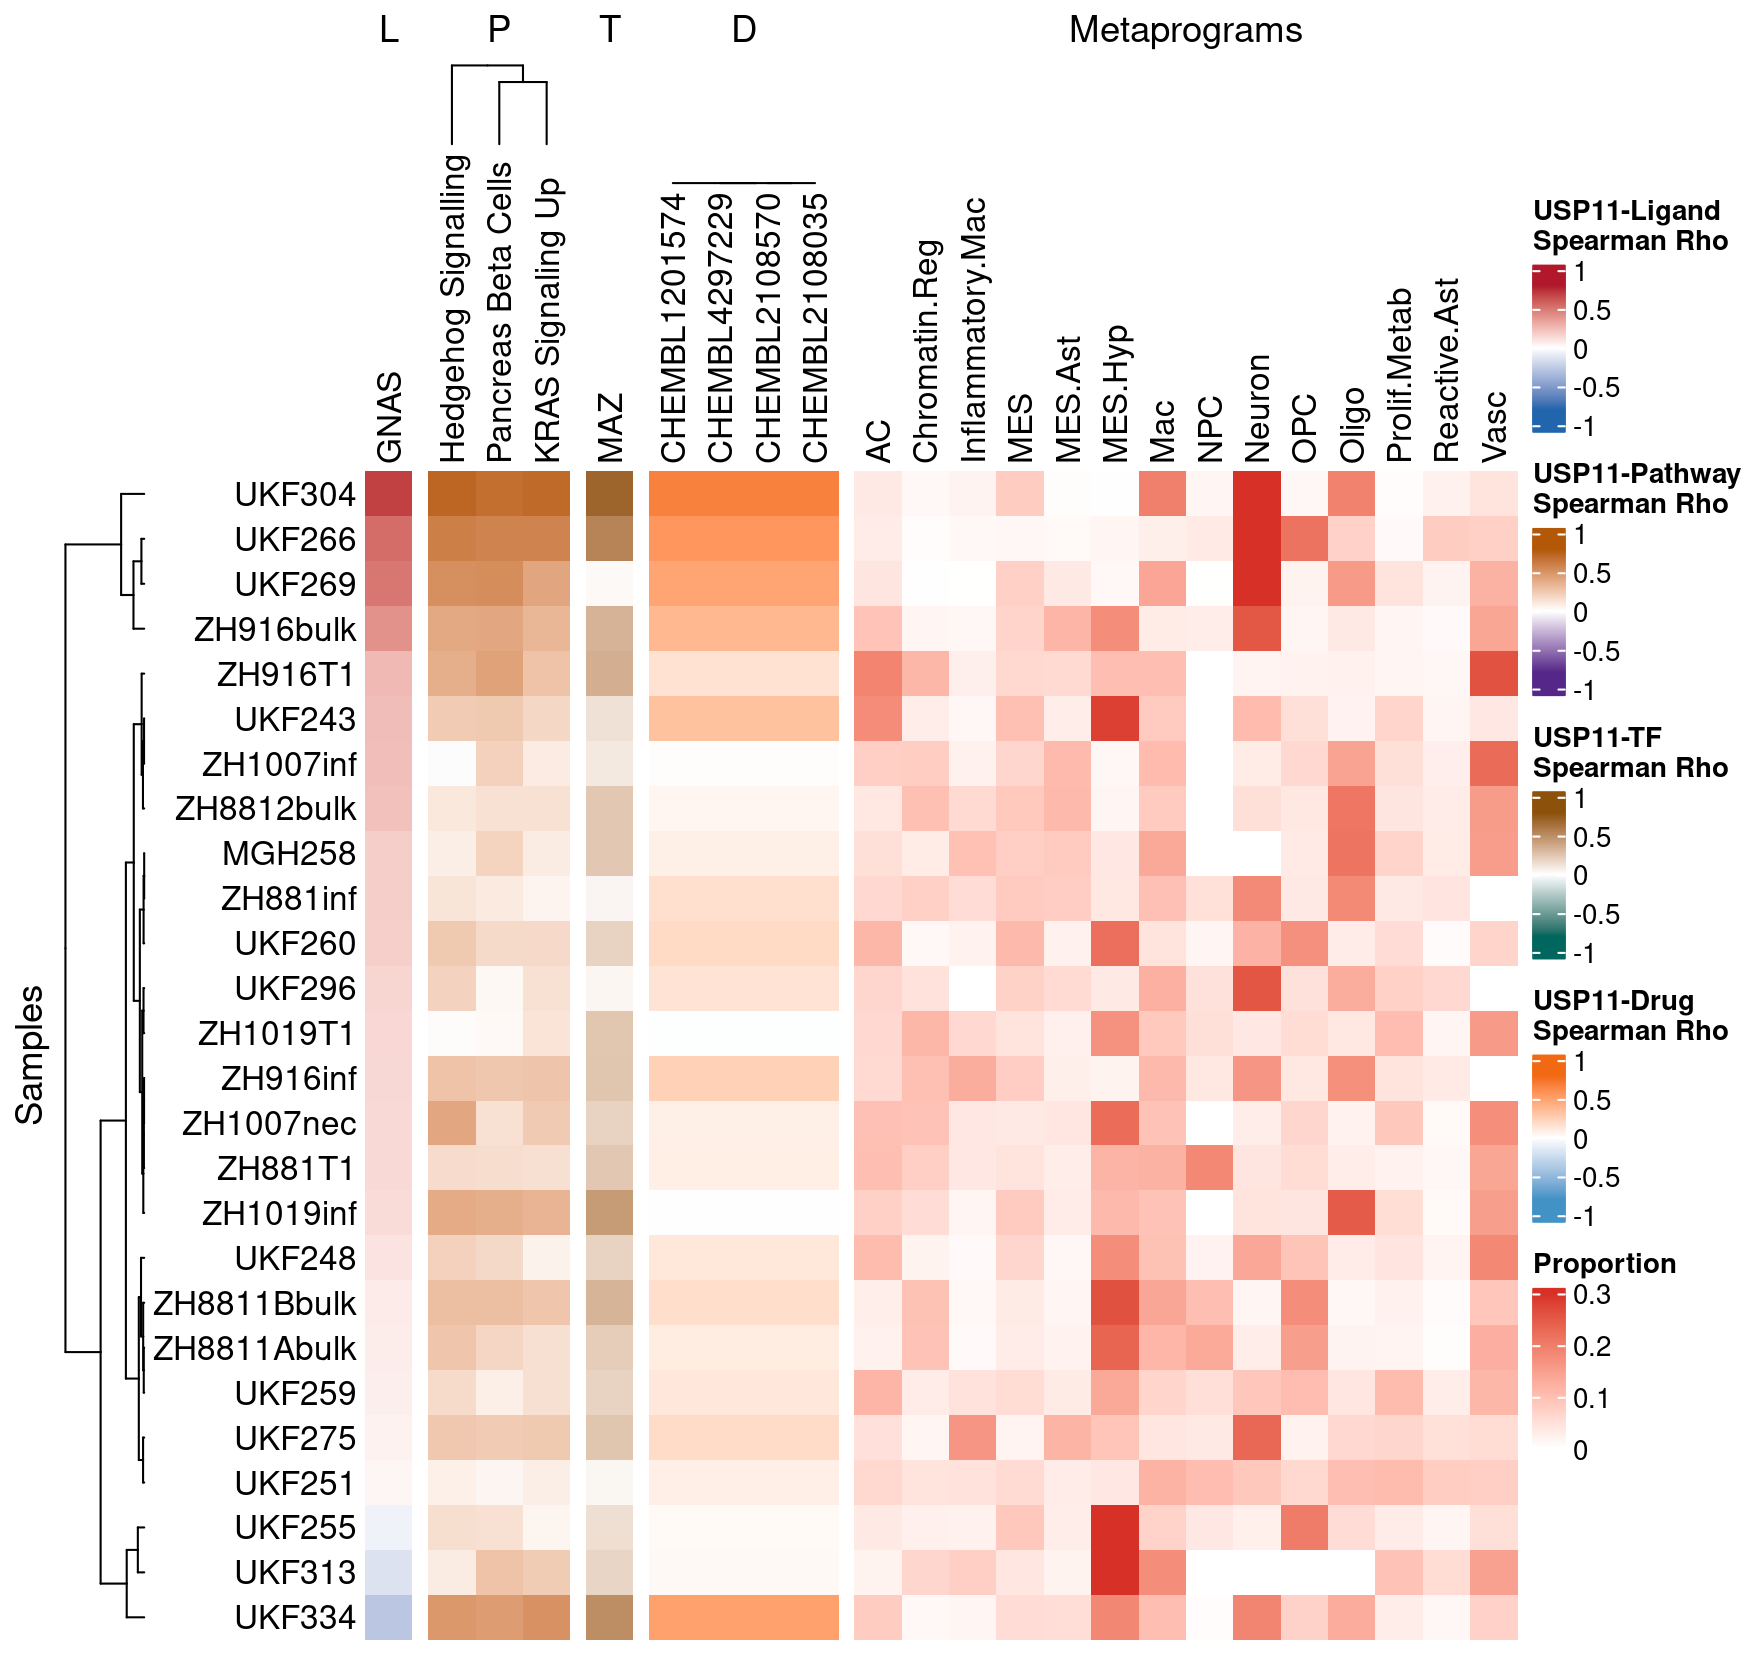 L P T D Metaprograms
Hedgehog Signalling
Pancreas Beta Cells
KRAS Signaling Up
GNAS
MAZ
CHEMBL1201574
CHEMBL4297229
CHEMBL2108570
CHEMBL2108035
AC
Chromatin.Reg
Inflammatory.Mac
MES
MES.Ast
MES.Hyp
Mac
NPC
Neuron
OPC
Oligo
Prolif.Metab
Reactive.Ast
Vasc
Samples
UKF304
UKF266
UKF269
ZH916bulk
ZH916T1
UKF243
ZH1007inf
ZH8812bulk
MGH258
ZH881inf
UKF260
UKF296
ZH1019T1
ZH916inf
ZH1007nec
ZH881T1
ZH1019inf
UKF248
ZH8811Bbulk
ZH8811Abulk
UKF259
UKF275
UKF251
UKF255
UKF313
UKF334
USP11-Ligand
Spearman Rho
1
0.5
0
-0.5
-1
USP11-Pathway
Spearman Rho
1
0.5
0
-0.5
-1
USP11-TF
Spearman Rho
1
0.5
0
-0.5
-1
USP11-Drug
Spearman Rho
1
0.5
0
-0.5
-1
Proportion
0.3
0.2
0.1
0